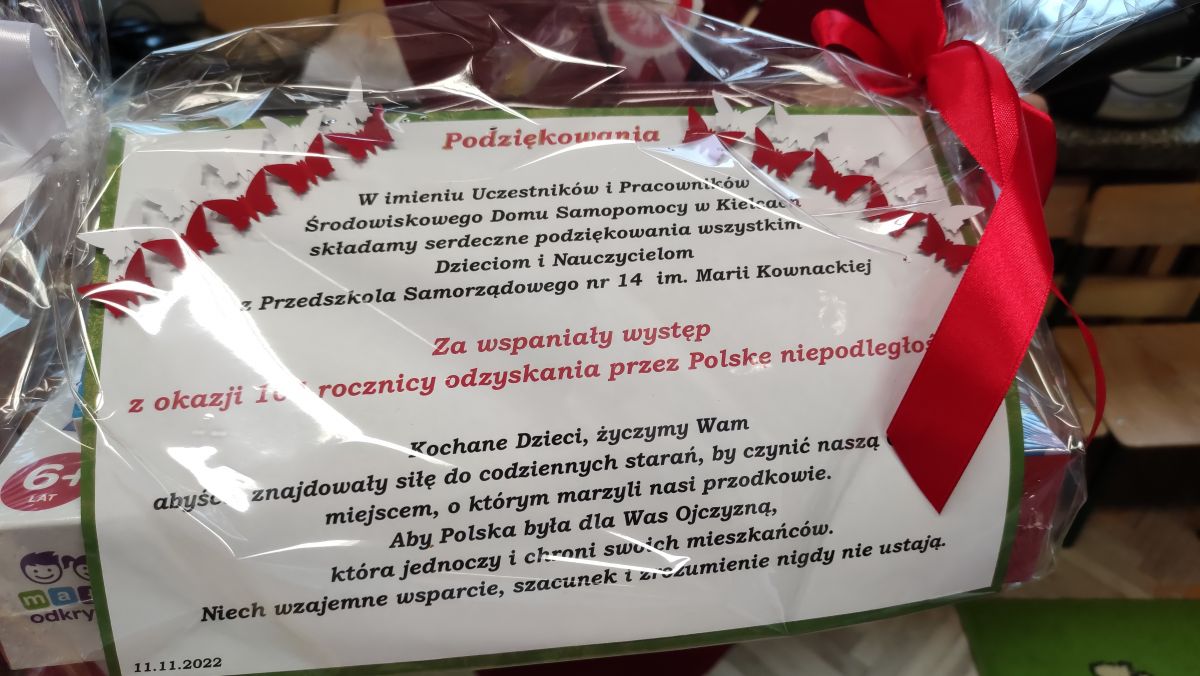 Podziękowania
W imieniu Uczestników i Pracowników
Środowiskowego Domu Samopomocy w Kielcach
składamy serdeczne podziękowania wszystkim
Dzieciom i Nauczycielom
z Przedszkola Samorządowego nr 14 im. Marii Kownackiej
Za wspaniały występ
z okazji rocznicy odzyskania przez Polskę
Kochane Dzieci, życzymy Wam
znajdowały siłę do codziennych starań, by czynić naszą
miejscem, o którym marzyli nasi przodkowie.
Aby Polska była dla Was Ojczyzną,
która jednoczy i chroni swoich mieszkańców.
Niech wzajemne wsparcie, szacunek i zrozumienie nigdy nie ustają.
11.11.2022
6+
LAT